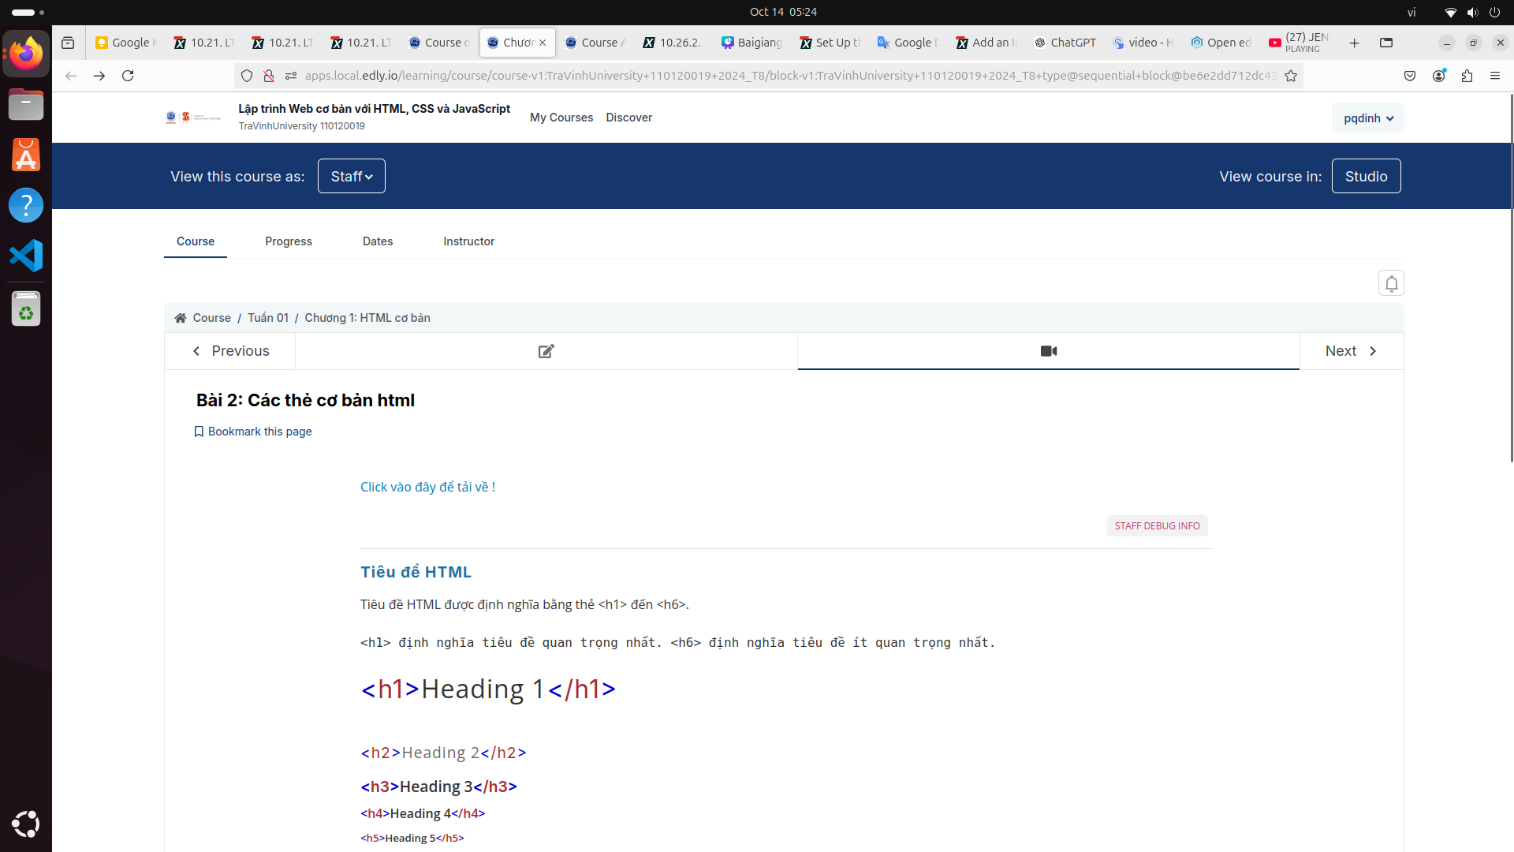 Oct 14 05:24
vi
Google
10.21. LT
10.21. LT
10.21. LT
Course o
Chươn
Course A
10.26.2.
Baigiang
Set Up t
Google D
Add an I
ChatGPT
video - H
Open ed
(27) JEN
PLAYING
apps.local.edly.io/learning/course/course-v1:TraVinhUniversity+110120019+2024_T8/block-v1:TraVinhUniversity+110120019+2024_T8+type@sequential+block@be6e2dd712dc43
Lập trình Web cơ bản với HTML, CSS và JavaScript
TraVinhUniversity 110120019
My Courses
Discover
pqdinh
View this course as:
Staff
View course in:
Studio
Course
Progress
Dates
Instructor
Course / Tuần 01 / Chương 1: HTML cơ bản
Previous
Next
Bài 2: Các thẻ cơ bản html
Bookmark this page
Click vào đây để tải về !
STAFF DEBUG INFO
Tiêu đề HTML
Tiêu đề HTML được định nghĩa bằng thẻ <h1> đến <h6>.
<h1> định nghĩa tiêu đề quan trọng nhất. <h6> định nghĩa tiêu đề ít quan trọng nhất.
<h1>Heading 1</h1>
<h2>Heading 2</h2>
<h3>Heading 3</h3>
<h4>Heading 4</h4>
<h5>Heading 5</h5>